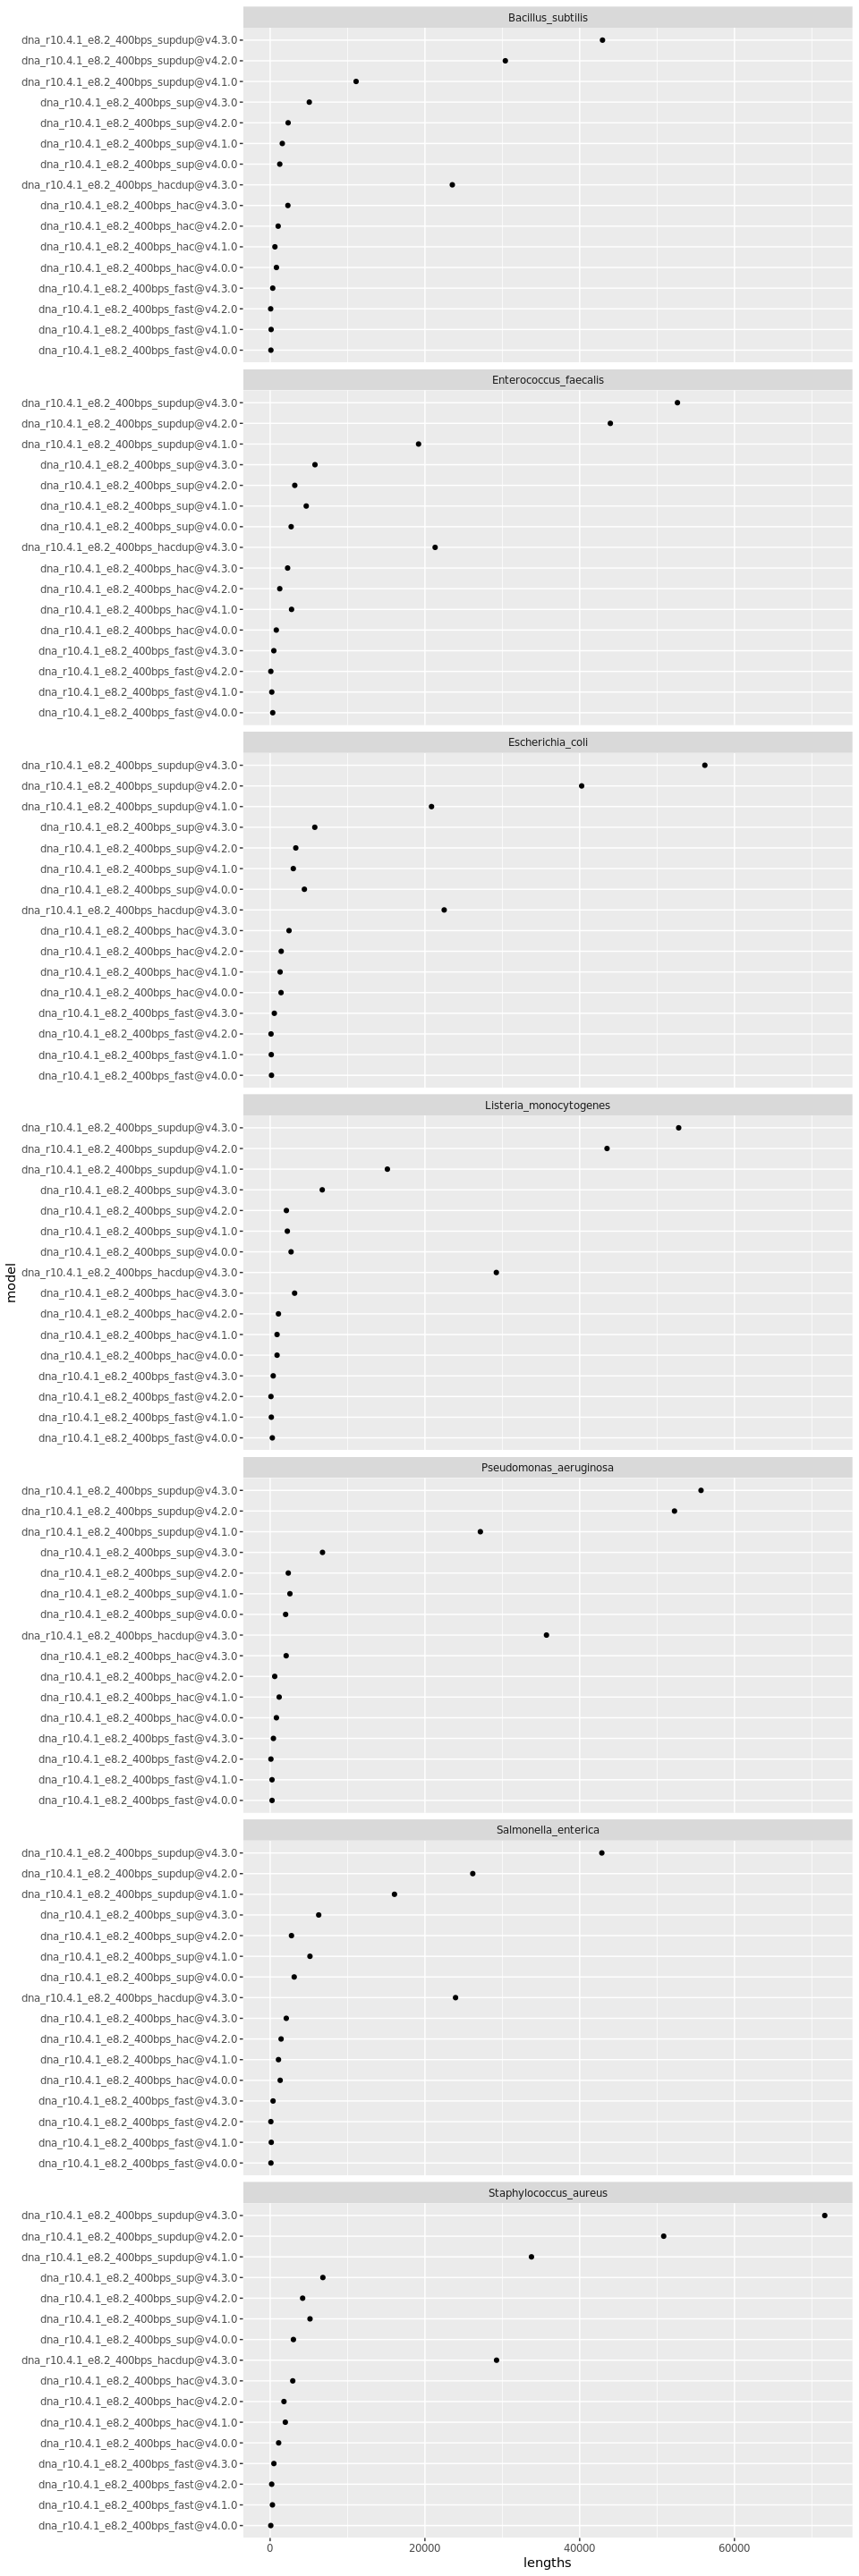 Bacillus_subtilis
dna_r10.4.1_e8.2_400bps_supdup@v4.3.0
dna_r10.4.1_e8.2_400bps_supdup@v4.2.0
dna_r10.4.1_e8.2_400bps_supdup@v4.1.0
dna_r10.4.1_e8.2_400bps_sup@v4.3.0
dna_r10.4.1_e8.2_400bps_sup@v4.2.0
dna_r10.4.1_e8.2_400bps_sup@v4.1.0
dna_r10.4.1_e8.2_400bps_sup@v4.0.0
dna_r10.4.1_e8.2_400bps_hacdup@v4.3.0
dna_r10.4.1_e8.2_400bps_hac@v4.3.0
dna_r10.4.1_e8.2_400bps_hac@v4.2.0
dna_r10.4.1_e8.2_400bps_hac@v4.1.0
dna_r10.4.1_e8.2_400bps_hac@v4.0.0
dna_r10.4.1_e8.2_400bps_fast@v4.3.0
dna_r10.4.1_e8.2_400bps_fast@v4.2.0
dna_r10.4.1_e8.2_400bps_fast@v4.1.0
dna_r10.4.1_e8.2_400bps_fast@v4.0.0
Enterococcus_faecalis
dna_r10.4.1_e8.2_400bps_supdup@v4.3.0
dna_r10.4.1_e8.2_400bps_supdup@v4.2.0
dna_r10.4.1_e8.2_400bps_supdup@v4.1.0
dna_r10.4.1_e8.2_400bps_sup@v4.3.0
dna_r10.4.1_e8.2_400bps_sup@v4.2.0
dna_r10.4.1_e8.2_400bps_sup@v4.1.0
dna_r10.4.1_e8.2_400bps_sup@v4.0.0
dna_r10.4.1_e8.2_400bps_hacdup@v4.3.0
dna_r10.4.1_e8.2_400bps_hac@v4.3.0
dna_r10.4.1_e8.2_400bps_hac@v4.2.0
dna_r10.4.1_e8.2_400bps_hac@v4.1.0
dna_r10.4.1_e8.2_400bps_hac@v4.0.0
dna_r10.4.1_e8.2_400bps_fast@v4.3.0
dna_r10.4.1_e8.2_400bps_fast@v4.2.0
dna_r10.4.1_e8.2_400bps_fast@v4.1.0
dna_r10.4.1_e8.2_400bps_fast@v4.0.0
Escherichia_coli
dna_r10.4.1_e8.2_400bps_supdup@v4.3.0
dna_r10.4.1_e8.2_400bps_supdup@v4.2.0
dna_r10.4.1_e8.2_400bps_supdup@v4.1.0
dna_r10.4.1_e8.2_400bps_sup@v4.3.0
dna_r10.4.1_e8.2_400bps_sup@v4.2.0
dna_r10.4.1_e8.2_400bps_sup@v4.1.0
dna_r10.4.1_e8.2_400bps_sup@v4.0.0
dna_r10.4.1_e8.2_400bps_hacdup@v4.3.0
dna_r10.4.1_e8.2_400bps_hac@v4.3.0
dna_r10.4.1_e8.2_400bps_hac@v4.2.0
dna_r10.4.1_e8.2_400bps_hac@v4.1.0
dna_r10.4.1_e8.2_400bps_hac@v4.0.0
dna_r10.4.1_e8.2_400bps_fast@v4.3.0
dna_r10.4.1_e8.2_400bps_fast@v4.2.0
dna_r10.4.1_e8.2_400bps_fast@v4.1.0
dna_r10.4.1_e8.2_400bps_fast@v4.0.0
Listeria_monocytogenes
dna_r10.4.1_e8.2_400bps_supdup@v4.3.0
dna_r10.4.1_e8.2_400bps_supdup@v4.2.0
dna_r10.4.1_e8.2_400bps_supdup@v4.1.0
dna_r10.4.1_e8.2_400bps_sup@v4.3.0
dna_r10.4.1_e8.2_400bps_sup@v4.2.0
dna_r10.4.1_e8.2_400bps_sup@v4.1.0
dna_r10.4.1_e8.2_400bps_sup@v4.0.0
dna_r10.4.1_e8.2_400bps_hacdup@v4.3.0
dna_r10.4.1_e8.2_400bps_hac@v4.3.0
dna_r10.4.1_e8.2_400bps_hac@v4.2.0
dna_r10.4.1_e8.2_400bps_hac@v4.1.0
dna_r10.4.1_e8.2_400bps_hac@v4.0.0
dna_r10.4.1_e8.2_400bps_fast@v4.3.0
dna_r10.4.1_e8.2_400bps_fast@v4.2.0
dna_r10.4.1_e8.2_400bps_fast@v4.1.0
dna_r10.4.1_e8.2_400bps_fast@v4.0.0
model
Pseudomonas_aeruginosa
dna_r10.4.1_e8.2_400bps_supdup@v4.3.0
dna_r10.4.1_e8.2_400bps_supdup@v4.2.0
dna_r10.4.1_e8.2_400bps_supdup@v4.1.0
dna_r10.4.1_e8.2_400bps_sup@v4.3.0
dna_r10.4.1_e8.2_400bps_sup@v4.2.0
dna_r10.4.1_e8.2_400bps_sup@v4.1.0
dna_r10.4.1_e8.2_400bps_sup@v4.0.0
dna_r10.4.1_e8.2_400bps_hacdup@v4.3.0
dna_r10.4.1_e8.2_400bps_hac@v4.3.0
dna_r10.4.1_e8.2_400bps_hac@v4.2.0
dna_r10.4.1_e8.2_400bps_hac@v4.1.0
dna_r10.4.1_e8.2_400bps_hac@v4.0.0
dna_r10.4.1_e8.2_400bps_fast@v4.3.0
dna_r10.4.1_e8.2_400bps_fast@v4.2.0
dna_r10.4.1_e8.2_400bps_fast@v4.1.0
dna_r10.4.1_e8.2_400bps_fast@v4.0.0
Salmonella_enterica
dna_r10.4.1_e8.2_400bps_supdup@v4.3.0
dna_r10.4.1_e8.2_400bps_supdup@v4.2.0
dna_r10.4.1_e8.2_400bps_supdup@v4.1.0
dna_r10.4.1_e8.2_400bps_sup@v4.3.0
dna_r10.4.1_e8.2_400bps_sup@v4.2.0
dna_r10.4.1_e8.2_400bps_sup@v4.1.0
dna_r10.4.1_e8.2_400bps_sup@v4.0.0
dna_r10.4.1_e8.2_400bps_hacdup@v4.3.0
dna_r10.4.1_e8.2_400bps_hac@v4.3.0
dna_r10.4.1_e8.2_400bps_hac@v4.2.0
dna_r10.4.1_e8.2_400bps_hac@v4.1.0
dna_r10.4.1_e8.2_400bps_hac@v4.0.0
dna_r10.4.1_e8.2_400bps_fast@v4.3.0
dna_r10.4.1_e8.2_400bps_fast@v4.2.0
dna_r10.4.1_e8.2_400bps_fast@v4.1.0
dna_r10.4.1_e8.2_400bps_fast@v4.0.0
Staphylococcus_aureus
dna_r10.4.1_e8.2_400bps_supdup@v4.3.0
dna_r10.4.1_e8.2_400bps_supdup@v4.2.0
dna_r10.4.1_e8.2_400bps_supdup@v4.1.0
dna_r10.4.1_e8.2_400bps_sup@v4.3.0
dna_r10.4.1_e8.2_400bps_sup@v4.2.0
dna_r10.4.1_e8.2_400bps_sup@v4.1.0
dna_r10.4.1_e8.2_400bps_sup@v4.0.0
dna_r10.4.1_e8.2_400bps_hacdup@v4.3.0
dna_r10.4.1_e8.2_400bps_hac@v4.3.0
dna_r10.4.1_e8.2_400bps_hac@v4.2.0
dna_r10.4.1_e8.2_400bps_hac@v4.1.0
dna_r10.4.1_e8.2_400bps_hac@v4.0.0
dna_r10.4.1_e8.2_400bps_fast@v4.3.0
dna_r10.4.1_e8.2_400bps_fast@v4.2.0
dna_r10.4.1_e8.2_400bps_fast@v4.1.0
dna_r10.4.1_e8.2_400bps_fast@v4.0.0
0 20000 40000 60000
lengths